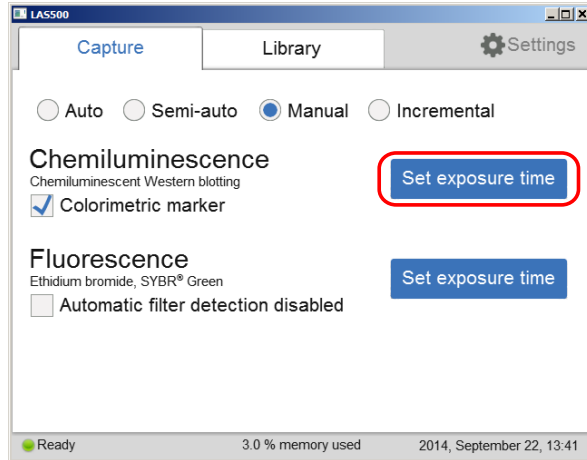 LAS500
Capture
Library
Settings
Auto
Semi-auto
Manual
Incremental
Chemiluminescence
Chemiluminescent Western blotting
Set exposure time
Colorimetric marker
Fluorescence
Ethidium bromide, SYBR® Green
Set exposure time
Automatic filter detection disabled
Ready
3.0 % memory used
2014, September 22, 13:41